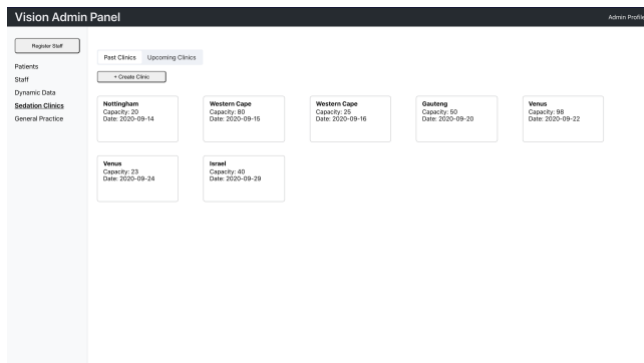 Vision Admin Panel
Admin Profile
Register Staff
Patients
Staff
Dynamic Data
Sedation Clinics
General Practice
Past Clinics
Upcoming Clinics
+ Create Clinic
Nottingham
Capacity: 20
Date: 2020-09-14
Western Cape
Capacity: 80
Date: 2020-09-15
Western Cape
Capacity: 25
Date: 2020-09-16
Gauteng
Capacity: 50
Date: 2020-09-20
Venus
Capacity: 98
Date: 2020-09-22
Venus
Capacity: 23
Date: 2020-09-24
Israel
Capacity: 40
Date: 2020-09-29